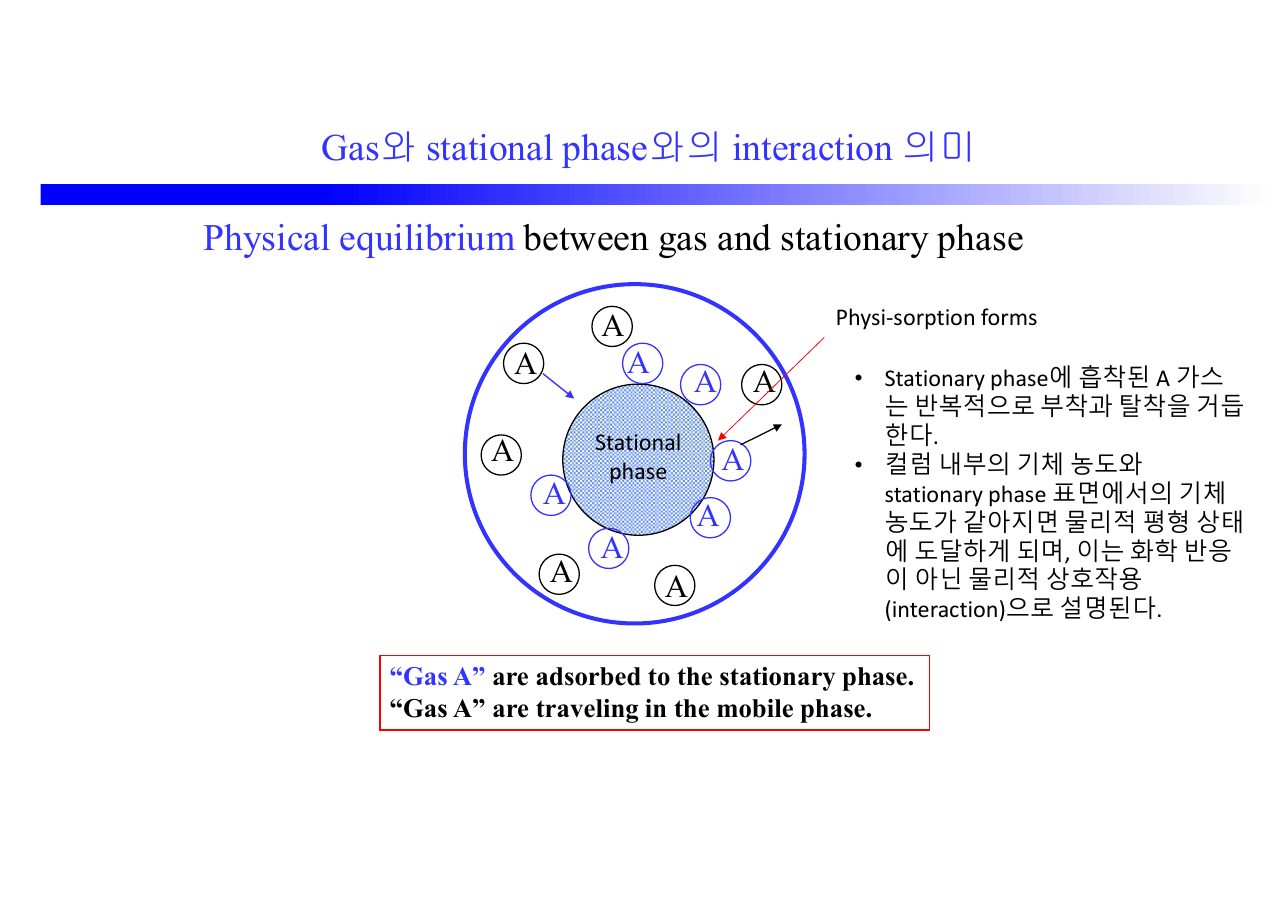 Gas와 stational phase와의 interaction 의미
Physical equilibrium between gas and stationary phase
Physi-sorption forms
A
A
A
A
A
A
A
A
A
A
A
A
Stational
phase
• Stationary phase에 흡착된 A 가스
는 반복적으로 부착과 탈착을 거듭
한다.
• 컬럼 내부의 기체 농도와
stationary phase 표면에서의 기체
농도가 같아지면 물리적 평형 상태
에 도달하게 되며, 이는 화학 반응
이 아닌 물리적 상호작용
(interaction)으로 설명된다.
“Gas A” are adsorbed to the stationary phase.
“Gas A” are traveling in the mobile phase.